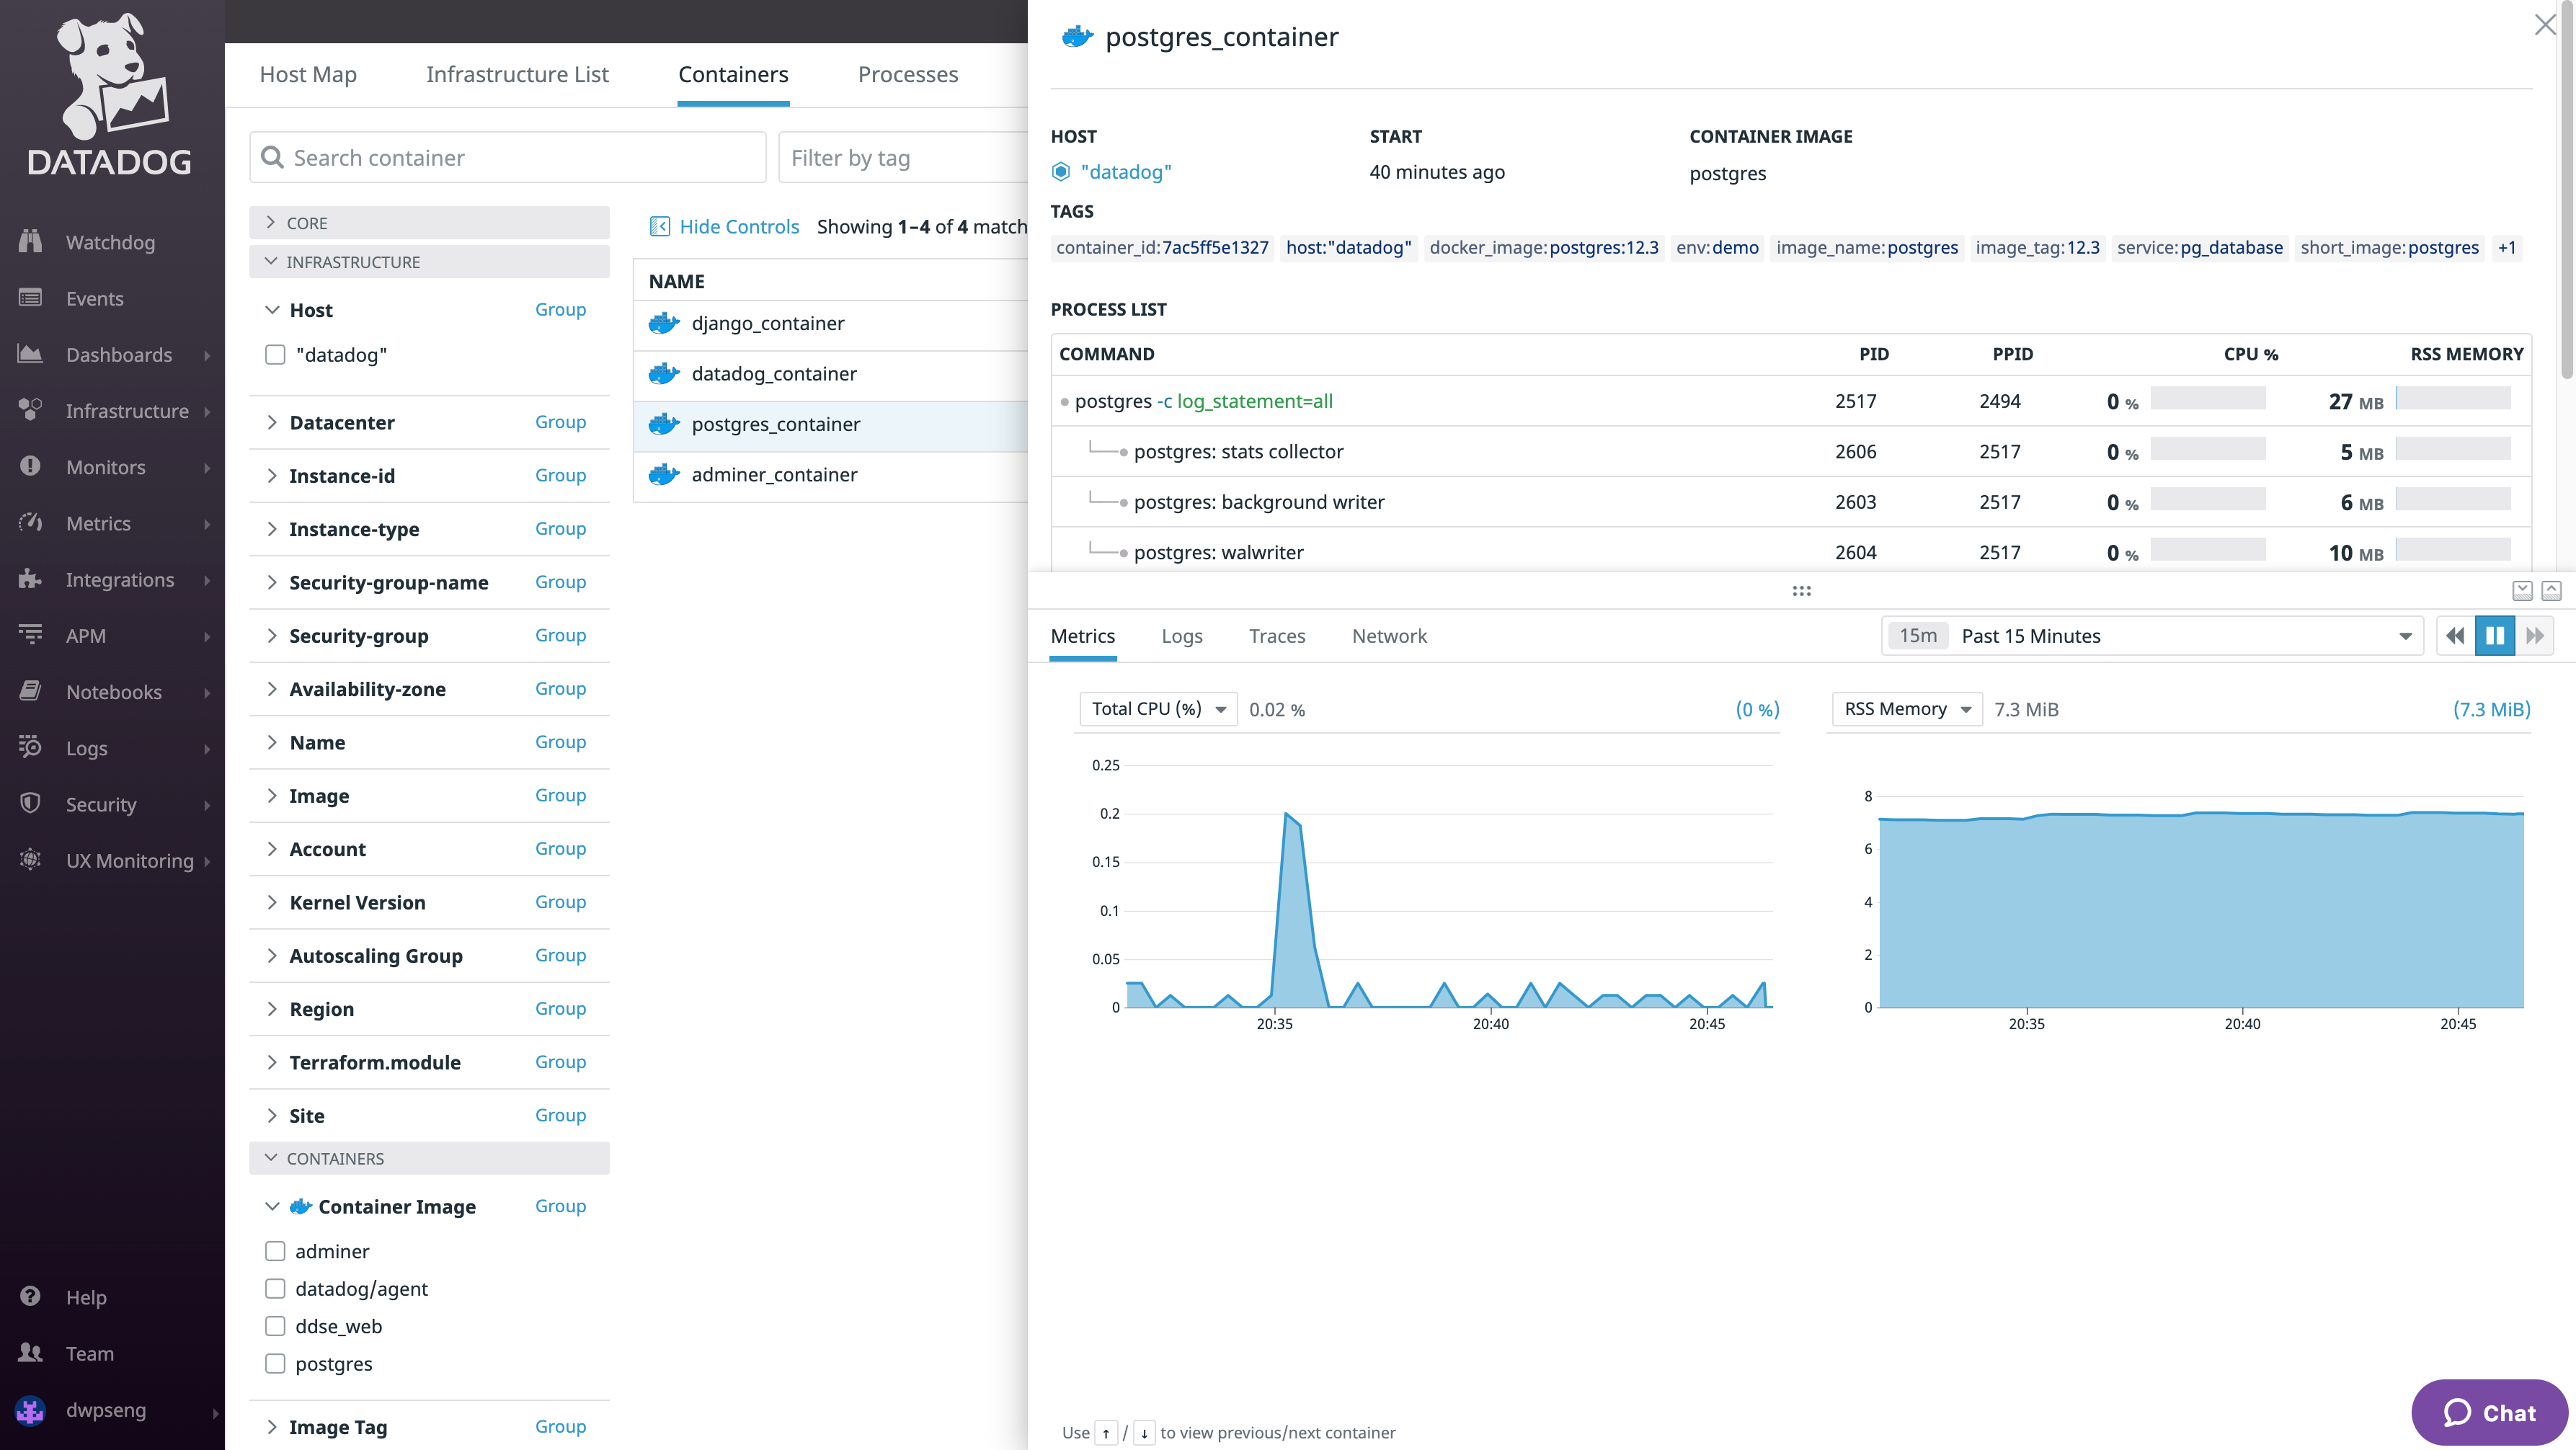 DATADOG
Watchdog
Events
Dashboards
Infrastructure
Monitors
Metrics
Integrations
APM
Notebooks
Logs
Security
UX Monitoring
Help
Team
dwpseng
Host Map Infrastructure List Containers Processes
Search container Filter by tag
CORE
INFRASTRUCTURE
Host Group
"datadog"
Datacenter Group
Instance-id Group
Instance-type Group
Security-group-name Group
Security-group Group
Availability-zone Group
Name Group
Image Group
Account Group
Kernel Version Group
Autoscaling Group Group
Region Group
Terraform.module Group
Site Group
CONTAINERS
Container Image Group
adminer
datadog/agent
ddse_web
postgres
Image Tag Group
Hide Controls Showing 1–4 of 4 match
NAME
django_container
datadog_container
postgres_container
adminer_container
postgres_container
HOST START CONTAINER IMAGE
"datadog" 40 minutes ago postgres
TAGS
container_id:7ac5ff5e1327 host:"datadog" docker_image:postgres:12.3 env:demo image_name:postgres image_tag:12.3 service:pg_database short_image:postgres +1
PROCESS LIST
COMMAND PID PPID CPU % RSS MEMORY
postgres -c log_statement=all 2517 2494 0 % 27 MB
postgres: stats collector 2606 2517 0 % 5 MB
postgres: background writer 2603 2517 0 % 6 MB
postgres: walwriter 2604 2517 0 % 10 MB
Metrics Logs Traces Network 15m Past 15 Minutes
Total CPU (%) 0.02 % (0 %)
0.25
0.2
0.15
0.1
0.05
0
20:35 20:40 20:45
RSS Memory 7.3 MiB (7.3 MiB)
8
6
4
2
0
20:35 20:40 20:45
Use ↑ / ↓ to view previous/next container
Chat